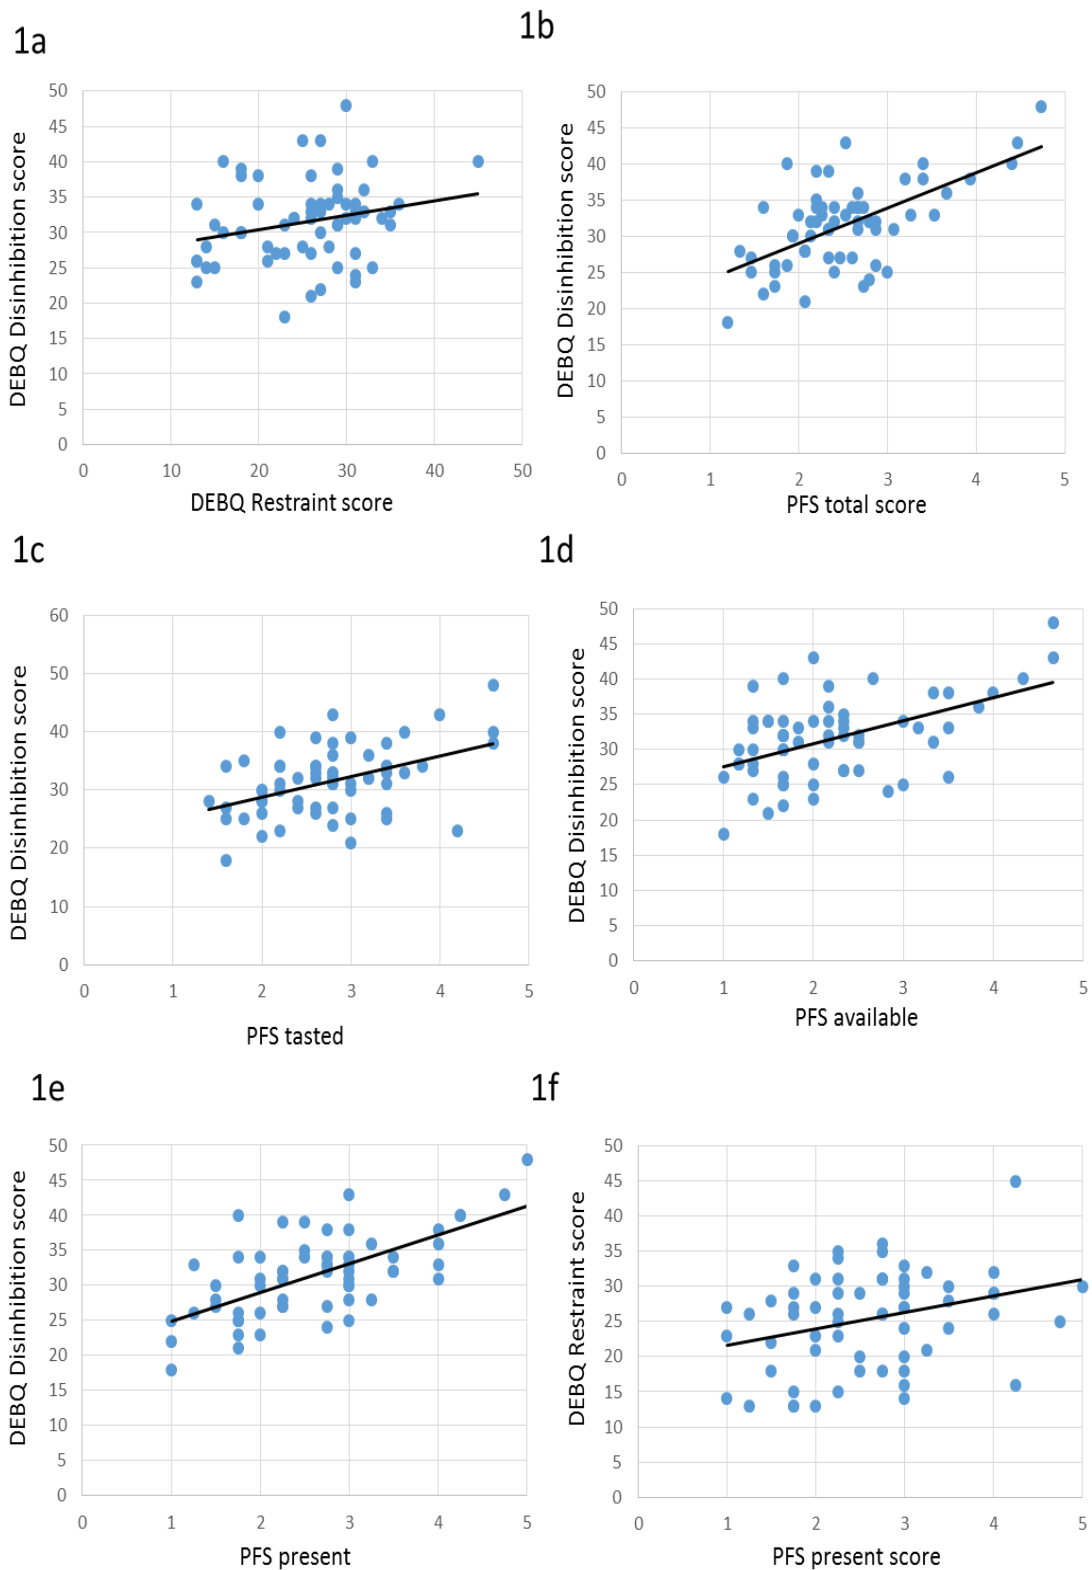 1a
DEBQ Disinhibition score
50
45
40
35
30
25
20
15
10
5
0
0 10 20 30 40 50
DEBQ Restraint score
1b
DEBQ Disinhibition score
50
45
40
35
30
25
20
15
10
5
0
0 1 2 3 4 5
PFS total score
1c
DEBQ Disinhibition score
60
50
40
30
20
10
0
0 1 2 3 4 5
PFS tasted
1d
DEBQ Disinhibition score
50
45
40
35
30
25
20
15
10
5
0
0 1 2 3 4 5
PFS available
1e
DEBQ Disinhibition score
50
45
40
35
30
25
20
15
10
5
0
0 1 2 3 4 5
PFS present
1f
DEBQ Restraint score
50
45
40
35
30
25
20
15
10
5
0
0 1 2 3 4 5
PFS present score